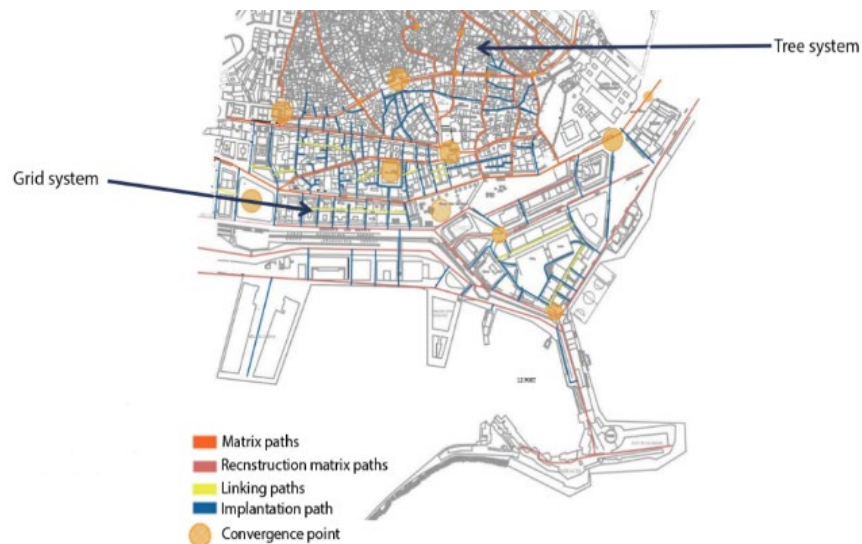 Tree system
Grid system
LE PORT
Matrix paths
Recnstruction matrix paths
Linking paths
Implantation path
Convergence point